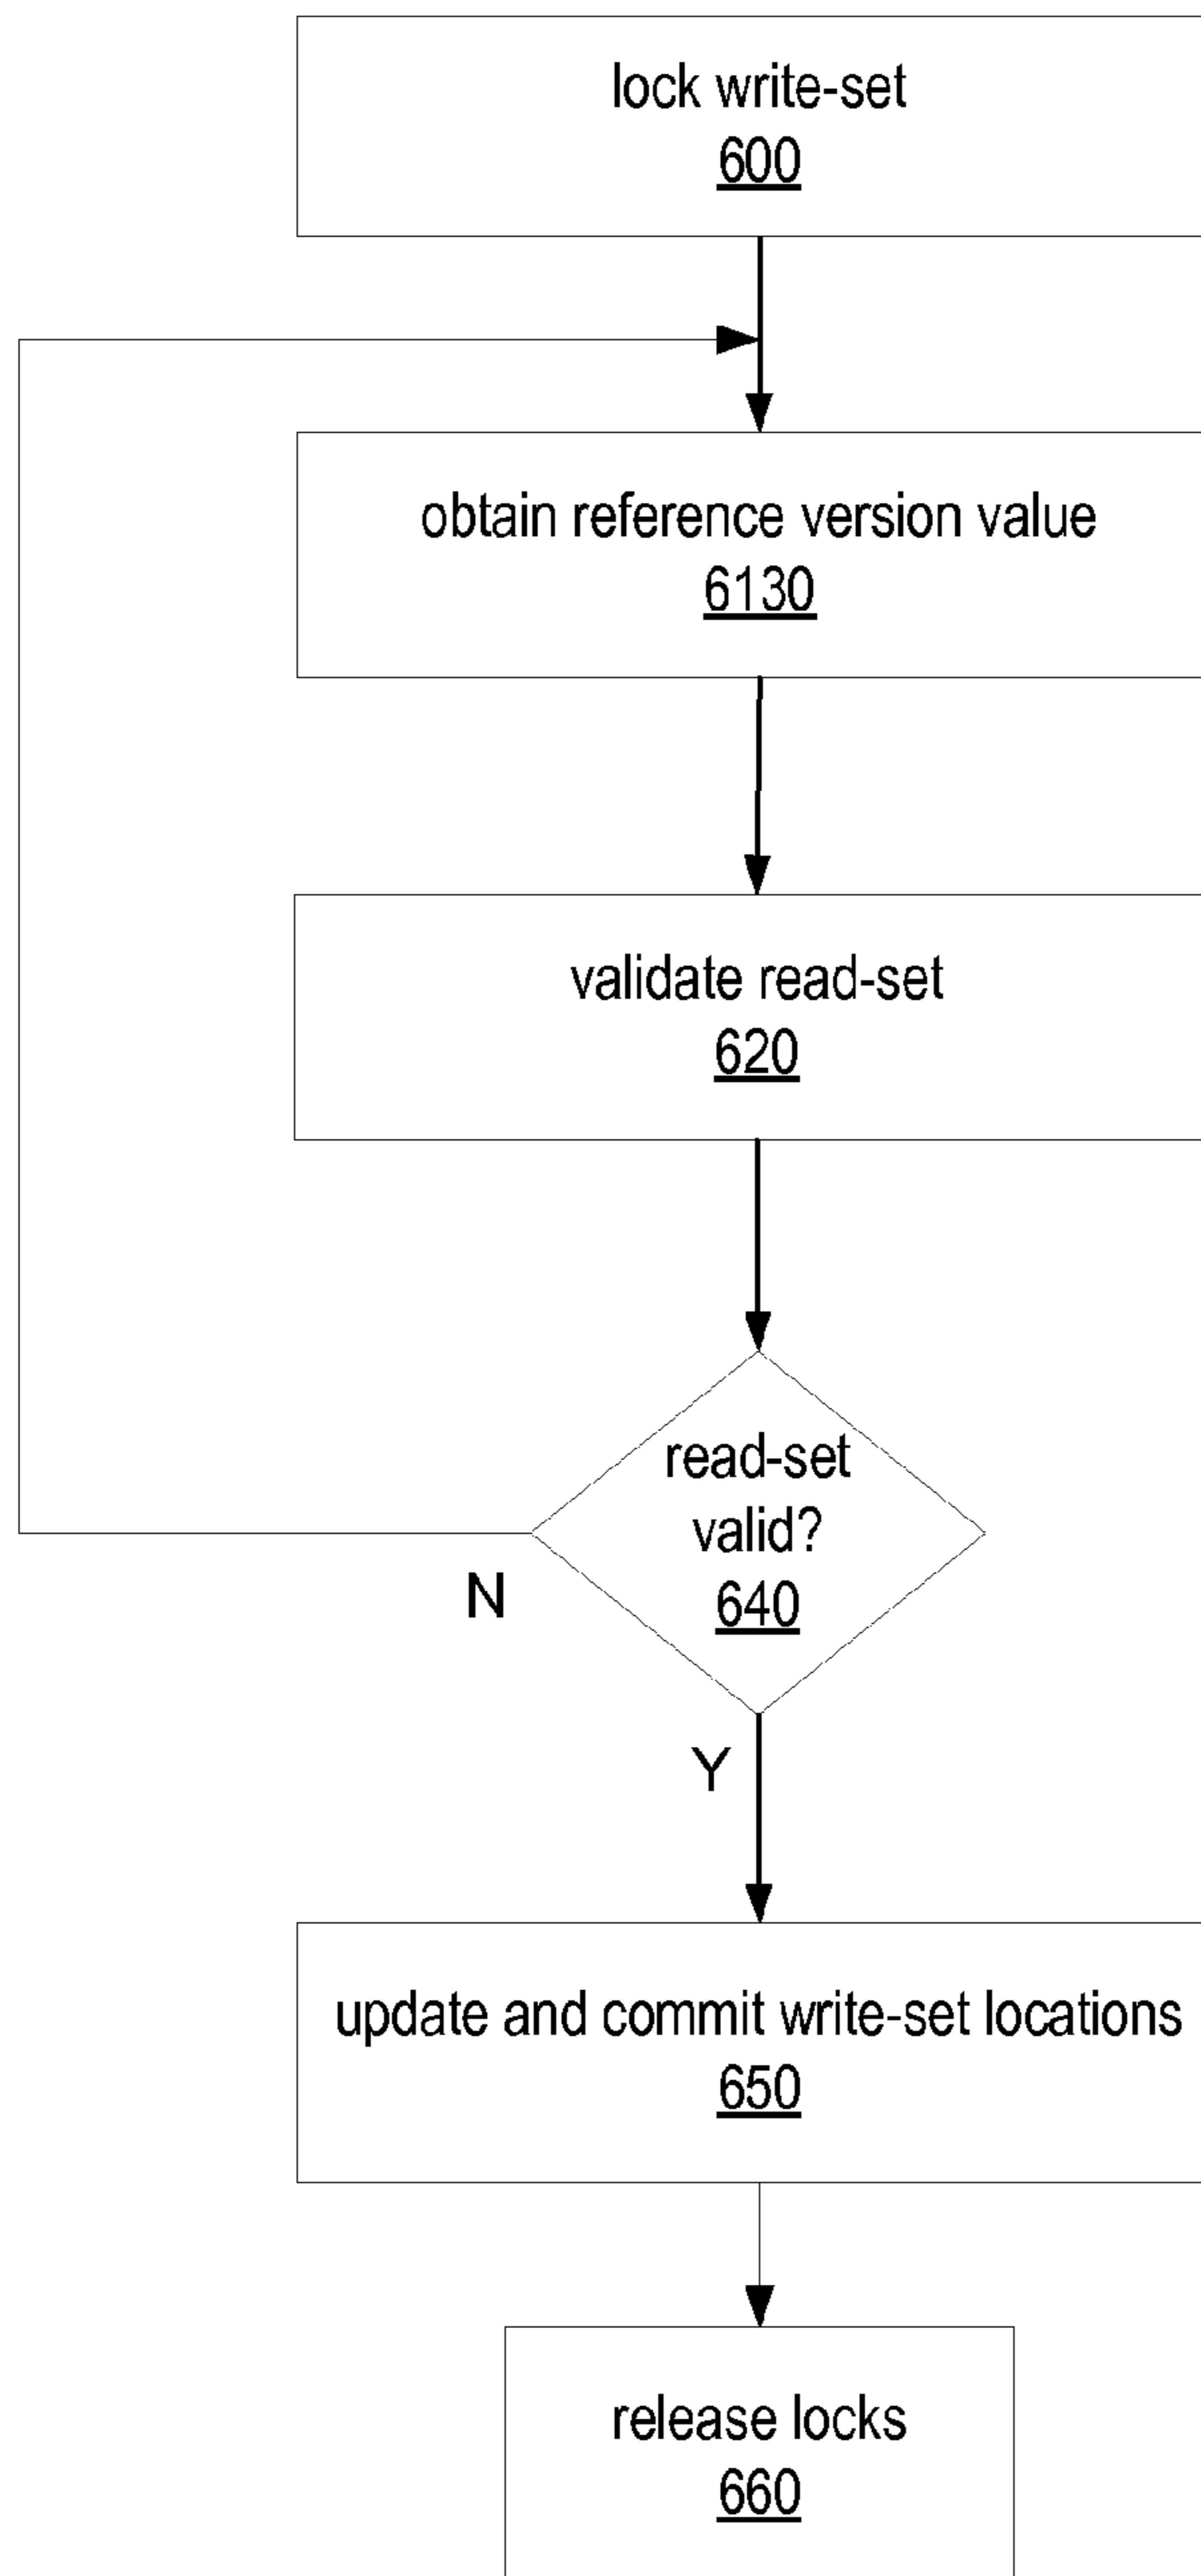 lock write-set
600
obtain reference version value
6130
validate read-set
620
read-set
valid?
640
N
Y
update and commit write-set locations
650
release locks
660